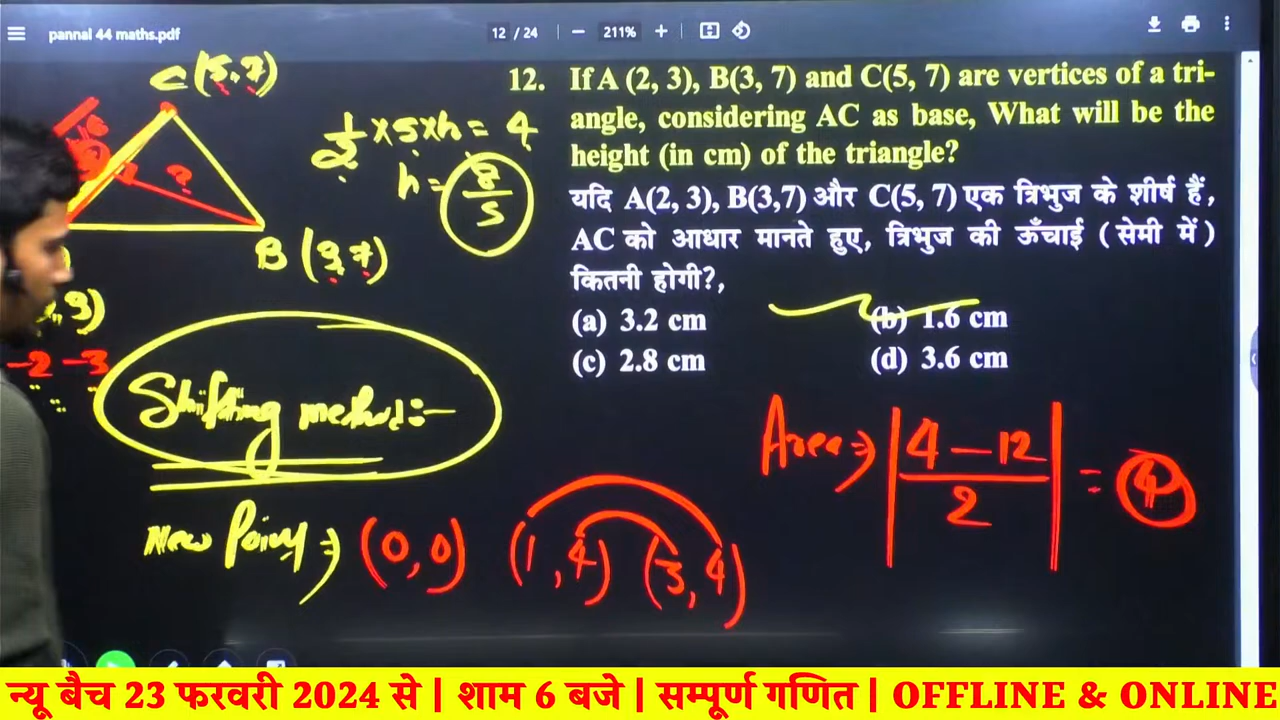 pannal 44 maths.pdf
12 / 24
211%
C (5, 7)
1/2 × 5 × h = 4
h = 8/5
B (3, 7)
, 3)
-2 -3
Shifting method:-
New Point ⇒ (0, 0) (1, 4) (3, 4)
12. If A (2, 3), B(3, 7) and C(5, 7) are vertices of a tri-
angle, considering AC as base, What will be the
height (in cm) of the triangle?
यदि A(2, 3), B(3,7) और C(5, 7) एक त्रिभुज के शीर्ष हैं,
AC को आधार मानते हुए, त्रिभुज की ऊँचाई (सेमी में)
कितनी होगी?,
(a) 3.2 cm (b) 1.6 cm
(c) 2.8 cm (d) 3.6 cm
Area ⇒ |4 - 12 / 2| = 4
न्यू बैच 23 फरवरी 2024 से | शाम 6 बजे | सम्पूर्ण गणित | OFFLINE & ONLINE